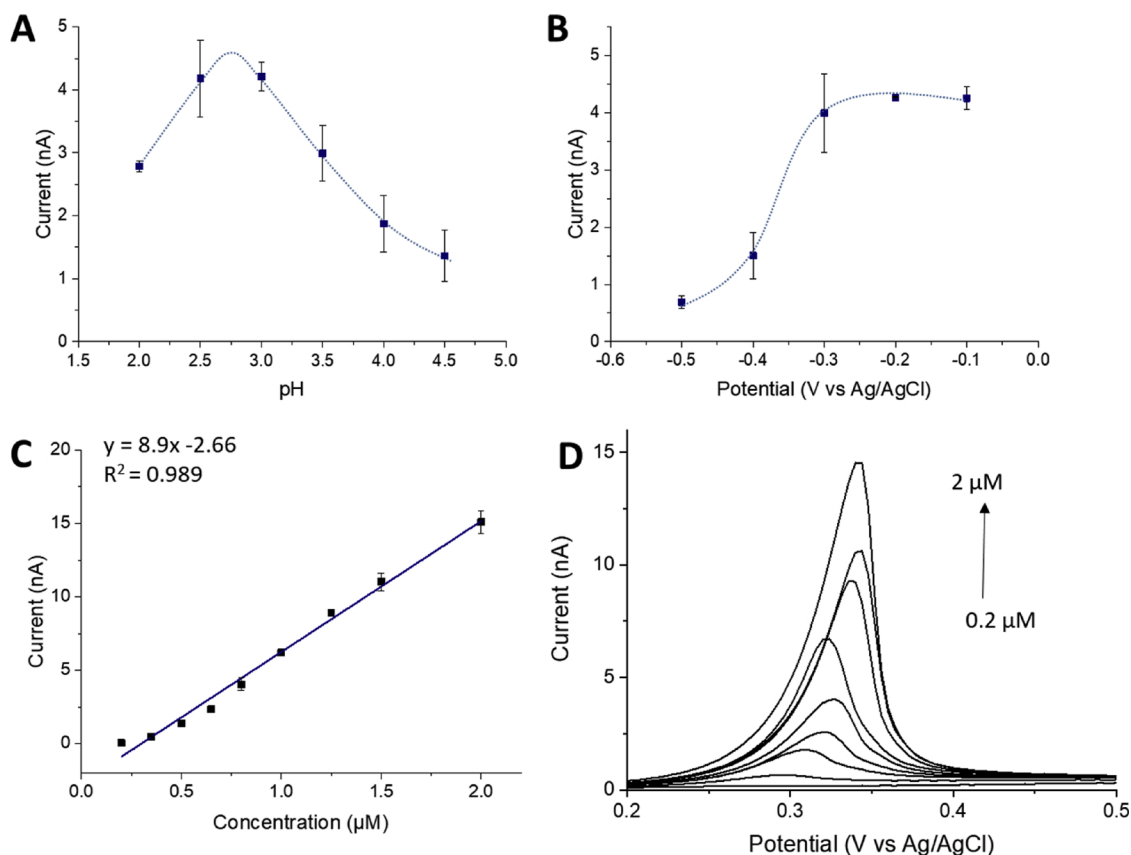 A
5
4
3
2
1
0
Current (nA)
1.5 2.0 2.5 3.0 3.5 4.0 4.5 5.0
pH
B
5
4
3
2
1
0
Current (nA)
-0.6 -0.5 -0.4 -0.3 -0.2 -0.1 0.0
Potential (V vs Ag/AgCl)
C
y = 8.9x -2.66
R² = 0.989
20
15
10
5
0
Current (nA)
0.0 0.5 1.0 1.5 2.0
Concentration (µM)
D
15
10
5
0
Current (nA)
2 µM
0.2 µM
0.2 0.3 0.4 0.5
Potential (V vs Ag/AgCl)